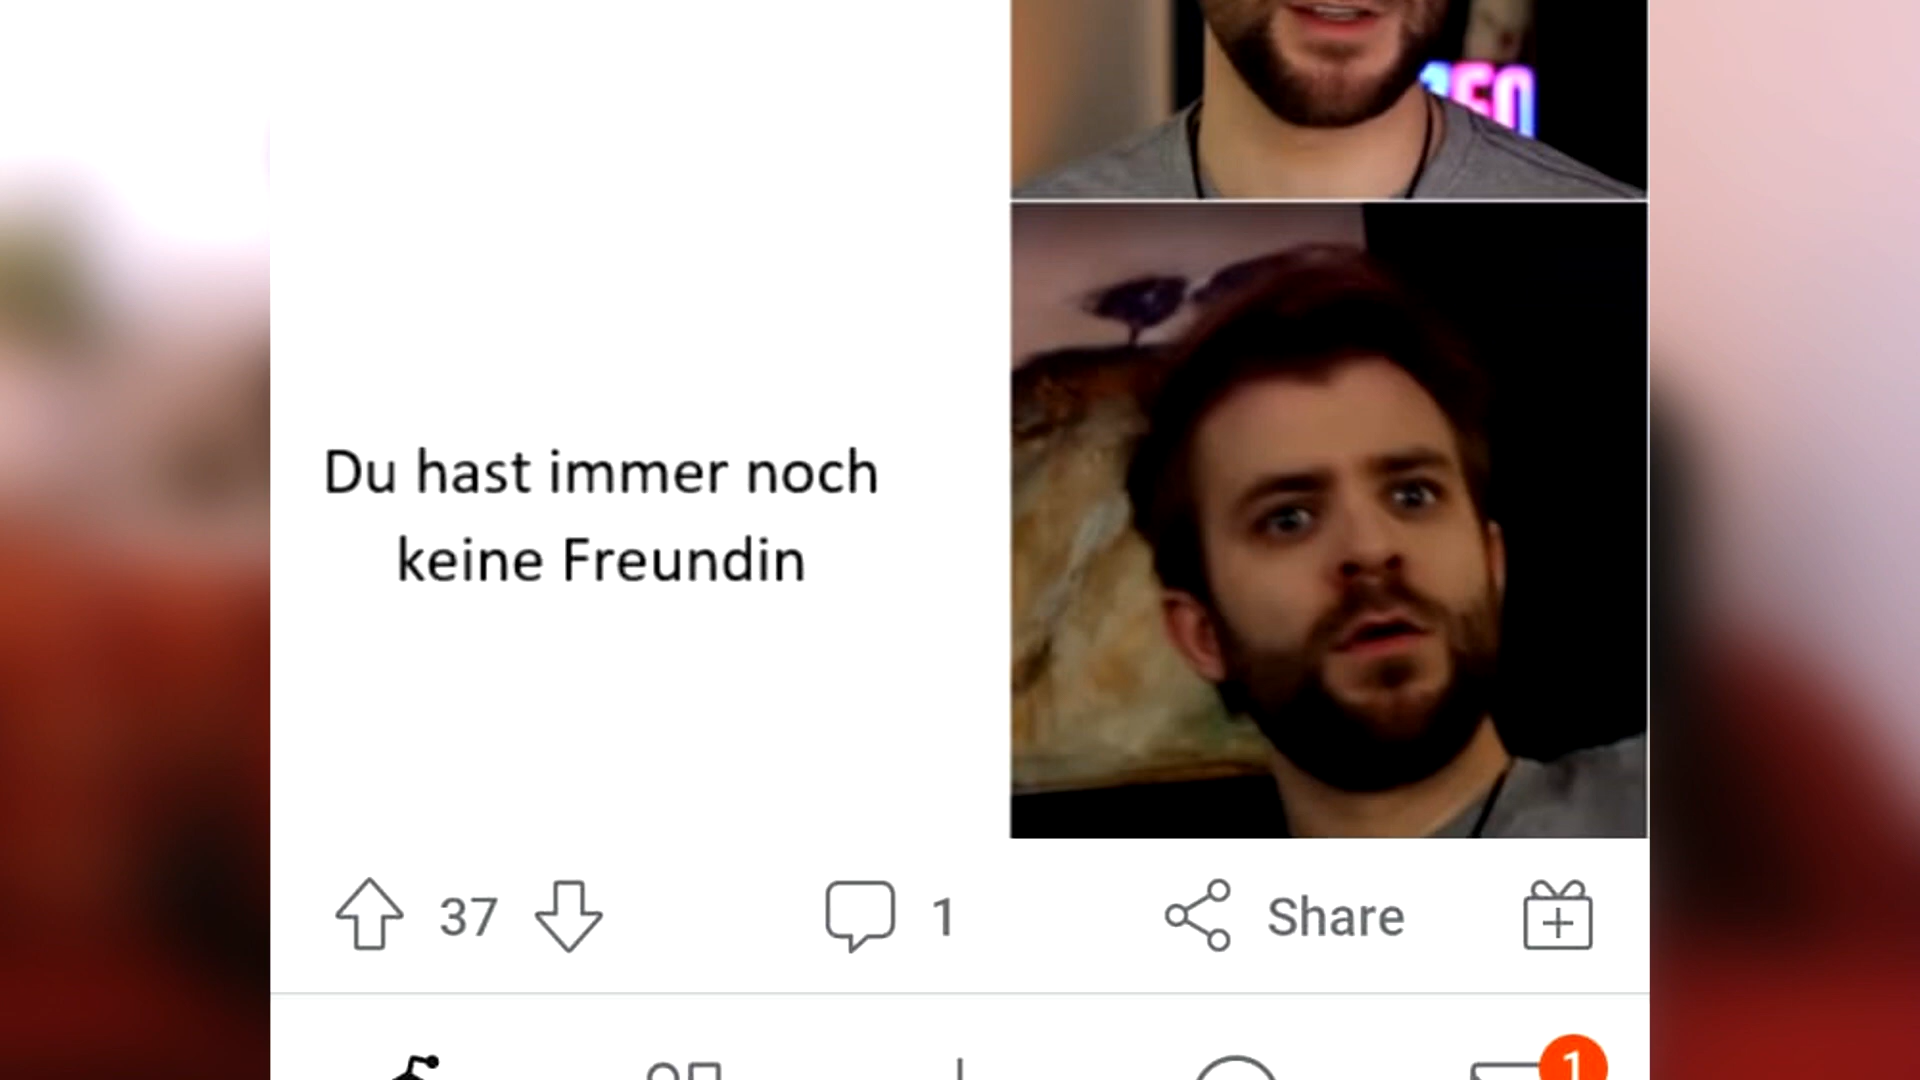 Du hast immer noch
keine Freundin
37
1
Share
1